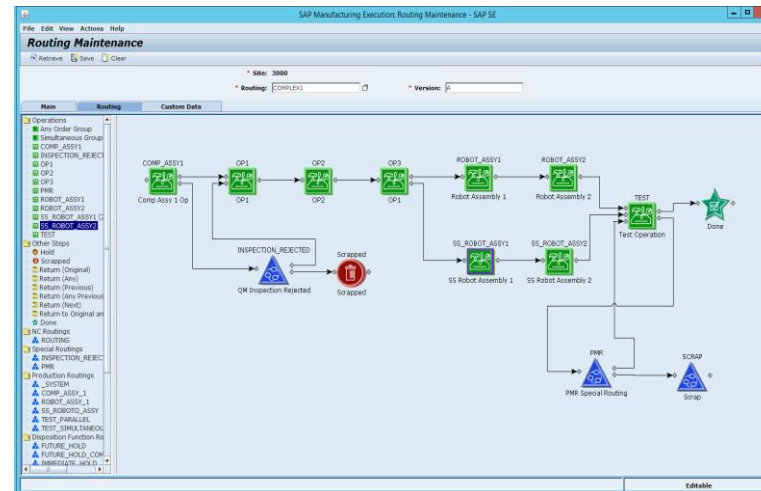 SAP Manufacturing Execution: Routing Maintenance - SAP SE
File Edit View Actions Help
Routing Maintenance
Retrieve Save Clear
* Site: 3000
* Routing: COMPLEX1 * Version: A
Main Routing Custom Data
Operations
Any Order Group
Simultaneous Group
COMP_ASSY1
INSPECTION_REJECT
OP1
OP2
OP3
PMR
ROBOT_ASSY1
ROBOT_ASSY2
SS_ROBOT_ASSY1 (2
SS_ROBOT_ASSY2
TEST
Other Steps
Hold
Scrapped
Return (Original)
Return (Any)
Return (Previous)
Return (Any Previous
Return (Next)
Return to Original an
Done
NC Routings
ROUTING
Special Routings
INSPECTION_REJEC
PMR
Production Routings
_SYSTEM
COMP_ASSY_1
ROBOT_ASSY_1
SS_ROBOTO_ASSY
TEST_PARALLEL
TEST_SIMULTANEOU
Disposition Function Ro
FUTURE_HOLD
FUTURE_HOLD_COM
IMMEDIATE_HOLD
COMP_ASSY1 OP1 OP2 OP3 ROBOT_ASSY1 ROBOT_ASSY2
Comp Assy 1 Op OP1 OP2 OP1 Robot Assembly 1 Robot Assembly 2
TEST
Test Operation
Done
INSPECTION_REJECTED Scrapped SS_ROBOT_ASSY1 SS_ROBOT_ASSY2
QM Inspection Rejected Scrapped SS Robot Assembly 1 SS Robot Assembly 2
PMR SCRAP
PMR Special Routing Scrap
Editable